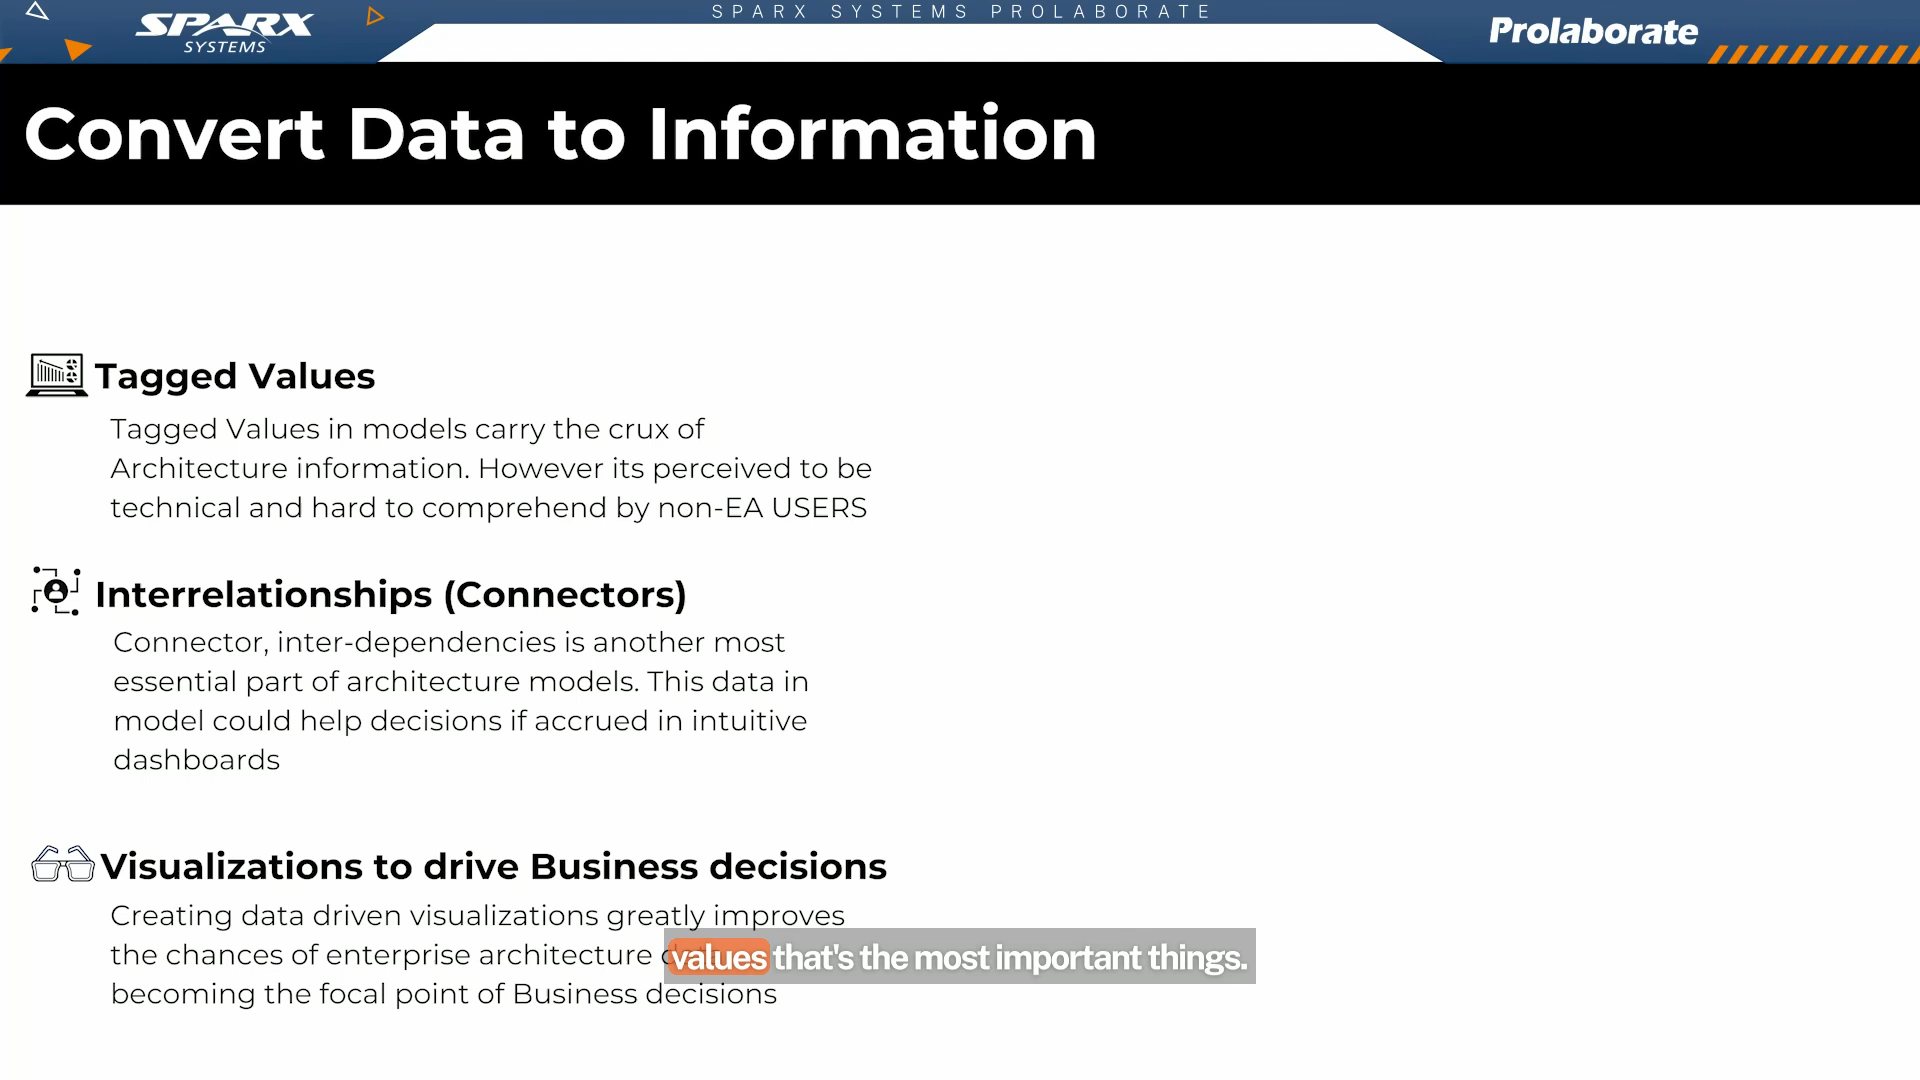 SPARX SYSTEMS PROLABORATE
SPARX
SYSTEMS
Prolaborate
Convert Data to Information
Tagged Values
Tagged Values in models carry the crux of
Architecture information. However its perceived to be
technical and hard to comprehend by non-EA USERS
Interrelationships (Connectors)
Connector, inter-dependencies is another most
essential part of architecture models. This data in
model could help decisions if accrued in intuitive
dashboards
Visualizations to drive Business decisions
Creating data driven visualizations greatly improves
the chances of enterprise architecture
becoming the focal point of Business decisions
values that's the most important things.